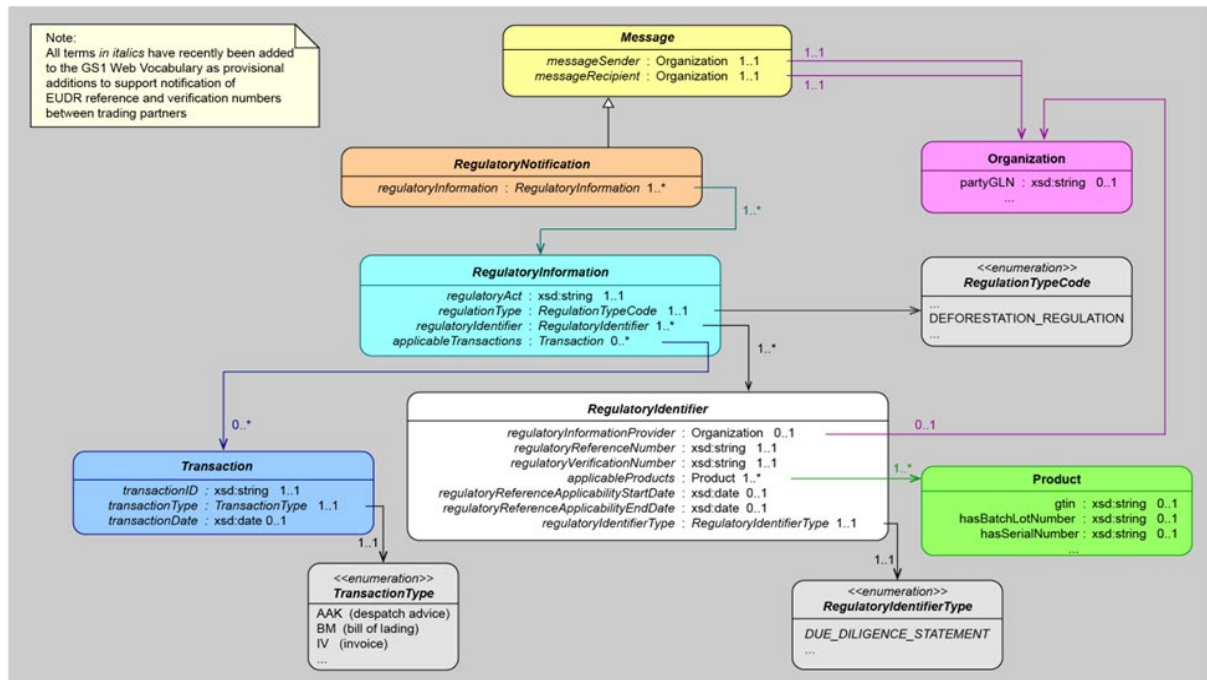 Note:
All terms in italics have recently been added
to the GS1 Web Vocabulary as provisional
additions to support notification of
EUDR reference and verification numbers
between trading partners
Message
messageSender : Organization 1..1
messageRecipient : Organization 1..1
1..1
1..1
RegulatoryNotification
regulatoryInformation : RegulatoryInformation 1..*
1..*
Organization
partyGLN : xsd:string 0..1
...
RegulatoryInformation
regulatoryAct : xsd:string 1..1
regulationType : RegulationTypeCode 1..1
regulatoryIdentifier : RegulatoryIdentifier 1..*
applicableTransactions : Transaction 0..*
<<enumeration>>
RegulationTypeCode
...
DEFORESTATION_REGULATION
...
1..*
0..*
RegulatoryIdentifier
regulatoryInformationProvider : Organization 0..1
regulatoryReferenceNumber : xsd:string 1..1
regulatoryVerificationNumber : xsd:string 1..1
applicableProducts : Product 1..*
regulatoryReferenceApplicabilityStartDate : xsd:date 0..1
regulatoryReferenceApplicabilityEndDate : xsd:date 0..1
regulatoryIdentifierType : RegulatoryIdentifierType 1..1
0..1
1..*
Transaction
transactionID : xsd:string 1..1
transactionType : TransactionType 1..1
transactionDate : xsd:date 0..1
Product
gtin : xsd:string 0..1
hasBatchLotNumber : xsd:string 0..1
hasSerialNumber : xsd:string 0..1
...
1..1
1..1
<<enumeration>>
TransactionType
AAK (despatch advice)
BM (bill of lading)
IV (invoice)
...
<<enumeration>>
RegulatoryIdentifierType
DUE_DILIGENCE_STATEMENT
...